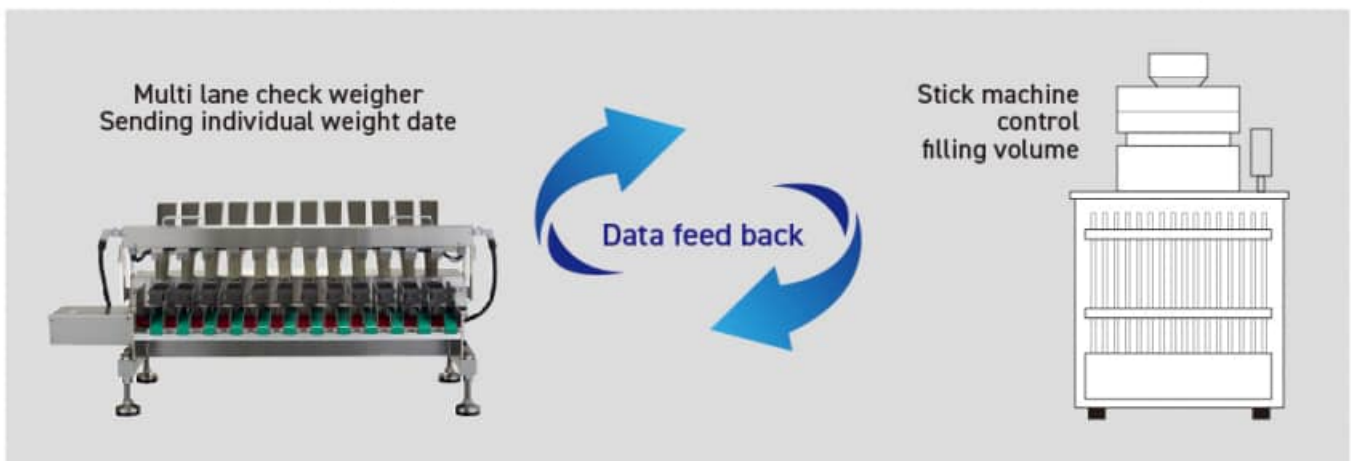 Multi lane check weigher
Sending individual weight date
Data feed back
Stick machine
control
filling volume